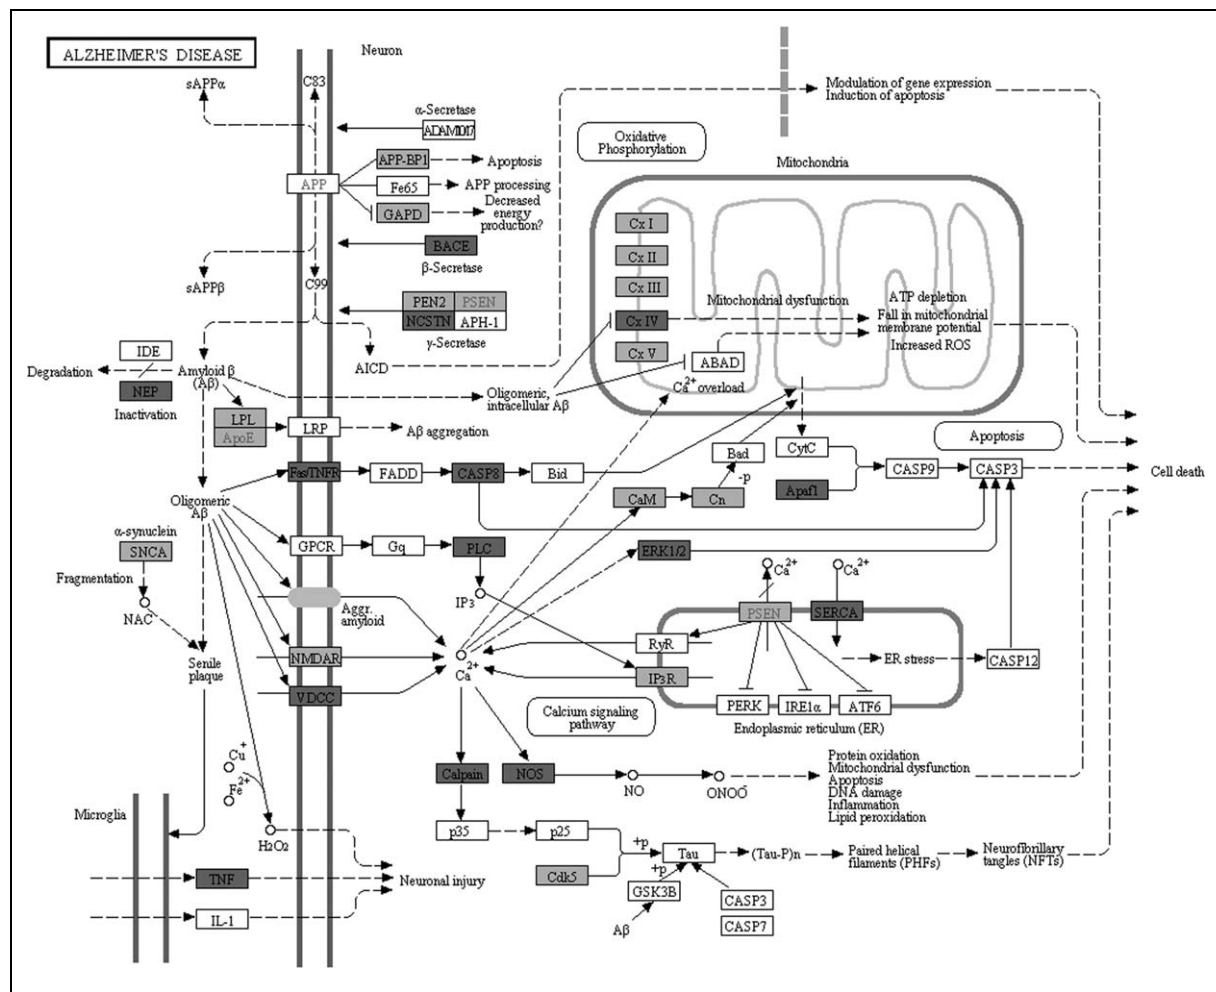 ALZHEIMER'S DISEASE
Neuron
sAPPα
C83
α-Secretase
ADAM10/17
Modulation of gene expression
Induction of apoptosis
Oxidative
Phosphorylation
Mitochondria
APP
APP-BP1
Apoptosis
Fe65
APP processing
GAPD
Decreased
energy
production?
BACE
β-Secretase
sAPPβ
C99
PEN2
PSEN
NCSTN
APH-1
γ-Secretase
Cx I
Cx II
Cx III
Cx IV
Cx V
Mitochondrial dysfunction
ATP depletion
Fall in mitochondrial
membrane potential
Increased ROS
ABAD
Ca2+ overload
IDE
Degradation
NEP
Inactivation
Amyloid β
(Aβ)
AICD
Oligomeric,
intracellular Aβ
LPL
ApoE
LRP
Aβ aggregation
Fas/TNFR
FADD
CASP8
Bid
Bad
-p
CytC
Apaf1
CASP9
CASP3
Apoptosis
Cell death
CaM
Cn
Oligomeric
Aβ
α-synuclein
SNCA
Fragmentation
NAC
GPCR
Gq
PLC
IP3
ERK1/2
Ca2+
Ca2+
Aggr.
amyloid
PSEN
SERCA
RyR
IP3R
ER stress
CASP12
PERK
IRE1α
ATF6
Endoplasmic reticulum (ER)
Senile
plaque
NMDAR
VDCC
Ca2+
Calcium signaling
pathway
Cu+
Fe2+
H2O2
Calpain
NOS
NO
ONOO-
Protein oxidation
Mitochondrial dysfunction
Apoptosis
DNA damage
Inflammation
Lipid peroxidation
Microglia
p35
p25
Cdk5
+p
+p
Tau
(Tau-P)n
Paired helical
filaments (PHFs)
Neurofibrillary
tangles (NFTs)
GSK3B
Aβ
CASP3
CASP7
TNF
IL-1
Neuronal injury